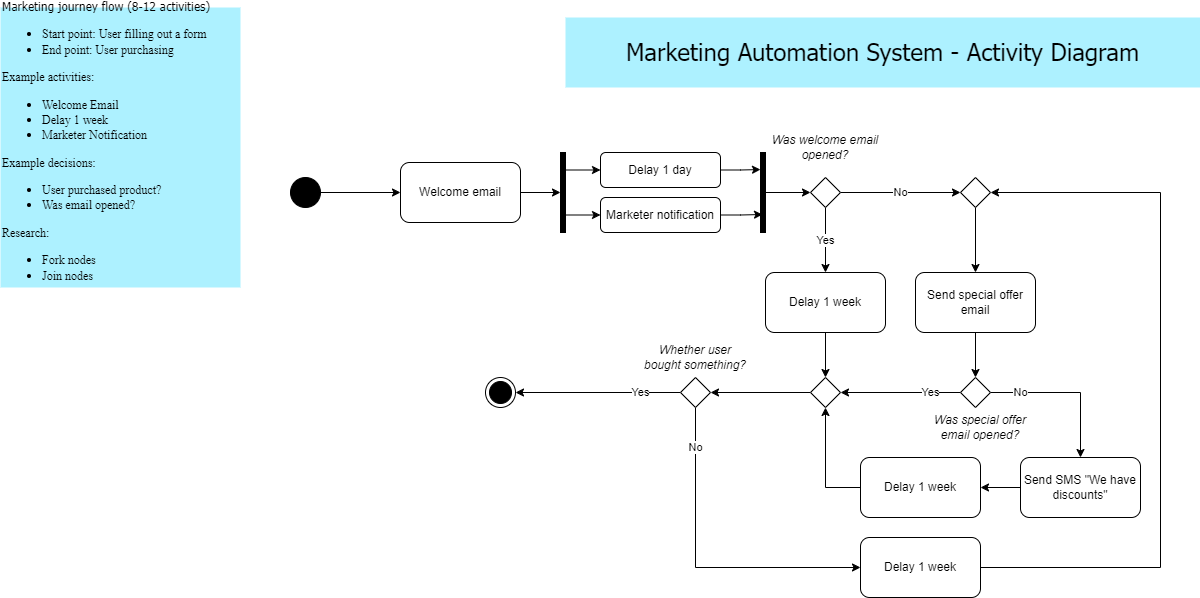 Marketing journey flow (8-12 activities)
Start point: User filling out a form
End point: User purchasing
Example activities:
Welcome Email
Delay 1 week
Marketer Notification
Example decisions:
User purchased product?
Was email opened?
Research:
Fork nodes
Join nodes
Marketing Automation System - Activity Diagram
Welcome email
Delay 1 day
Marketer notification
Was welcome email
opened?
No
Yes
Delay 1 week
Send special offer
email
Whether user
bought something?
Yes
Yes
No
Was special offer
email opened?
No
Delay 1 week
Send SMS "We have
discounts"
Delay 1 week